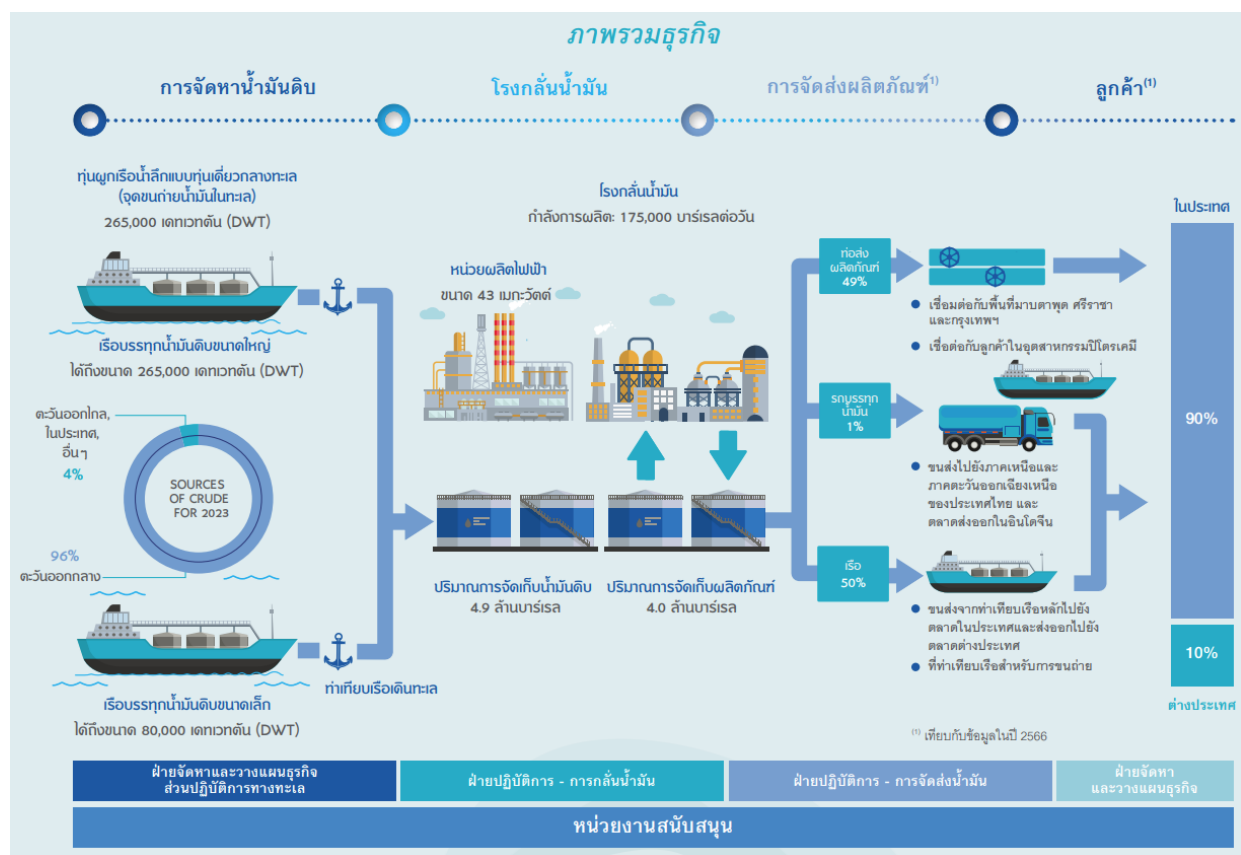 ภาพรวมธุรกิจ
การจัดหาน้ำมันดิบ
โรงกลั่นน้ำมัน
การจัดส่งผลิตภัณฑ์¹⁾
ลูกค้า⁽¹⁾
ทุ่นผูกเรือน้ำลึกแบบทุ่นเดี่ยวกลางทะเล
(จุดขนถ่ายน้ำมันในทะเล)
265,000 เดทเวทตัน (DWT)
เรือบรรทุกน้ำมันดิบขนาดใหญ่
ได้ถึงขนาด 265,000 เดทเวทตัน (DWT)
ตะวันออกไกล,
ในประเทศ,
อื่นๆ
4%
SOURCES
OF CRUDE
FOR 2023
96%
ตะวันออกกลาง
เรือบรรทุกน้ำมันดิบขนาดเล็ก
ได้ถึงขนาด 80,000 เดทเวทตัน (DWT)
ท่าเทียบเรือเดินทะเล
โรงกลั่นน้ำมัน
กำลังการผลิต: 175,000 บาร์เรลต่อวัน
หน่วยผลิตไฟฟ้า
ขนาด 43 เมกะวัตต์
ปริมาณการจัดเก็บน้ำมันดิบ
4.9 ล้านบาร์เรล
ปริมาณการจัดเก็บผลิตภัณฑ์
4.0 ล้านบาร์เรล
ท่อส่ง
ผลิตภัณฑ์
49%
เชื่อมต่อกับพื้นที่มาบตาพุด ศรีราชา
และกรุงเทพฯ
เชื่อต่อกับลูกค้าในอุตสาหกรรมปิโตรเคมี
รถบรรทุก
น้ำมัน
1%
ขนส่งไปยังภาคเหนือและ
ภาคตะวันออกเฉียงเหนือ
ของประเทศไทย และ
ตลาดส่งออกในอินโดจีน
เรือ
50%
ขนส่งจากท่าเทียบเรือหลักไปยัง
ตลาดในประเทศและส่งออกไปยัง
ตลาดต่างประเทศ
ที่ท่าเทียบเรือสำหรับการขนถ่าย
ในประเทศ
90%
10%
ต่างประเทศ
⁽¹⁾ เทียบกับข้อมูลในปี 2566
ฝ่ายจัดหาและวางแผนธุรกิจ
ส่วนปฏิบัติการทางทะเล
ฝ่ายปฏิบัติการ - การกลั่นน้ำมัน
ฝ่ายปฏิบัติการ - การจัดส่งน้ำมัน
ฝ่ายจัดหา
และวางแผนธุรกิจ
หน่วยงานสนับสนุน